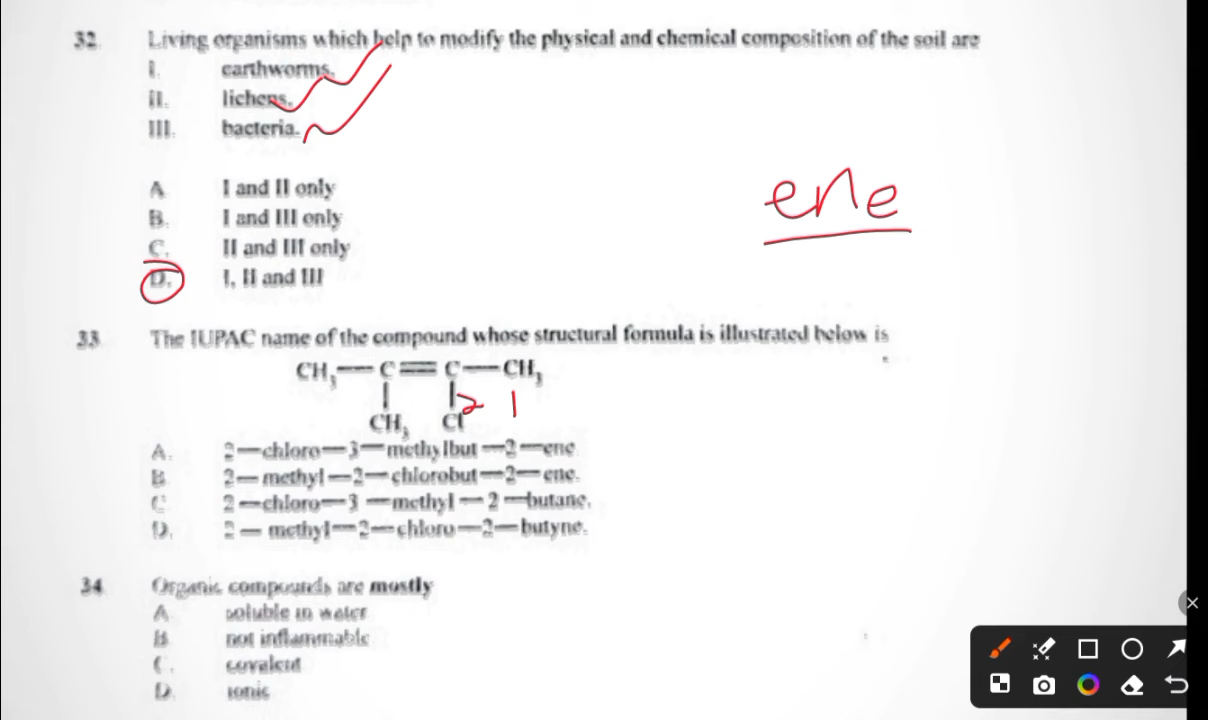 32 Living organisms which help to modify the physical and chemical composition of the soil are
I. earthworms.
II. lichens.
III. bacteria.
A I and II only
B. I and III only
C. II and III only
D. I, II and III
ene
33 The IUPAC name of the compound whose structural formula is illustrated below is
CH₃—C≡C—CH₃
CH₃ Cl 2 1
A. 2—chloro—3—methylbut—2—ene
B 2—methyl—2—chlorobut—2—ene.
C 2—chloro—3—methyl—2—butane.
D. 2—methyl—2—chloro—2—butyne.
34 Organic compounds are mostly
A soluble in water
B not inflammable
C. covalent
D. ionic